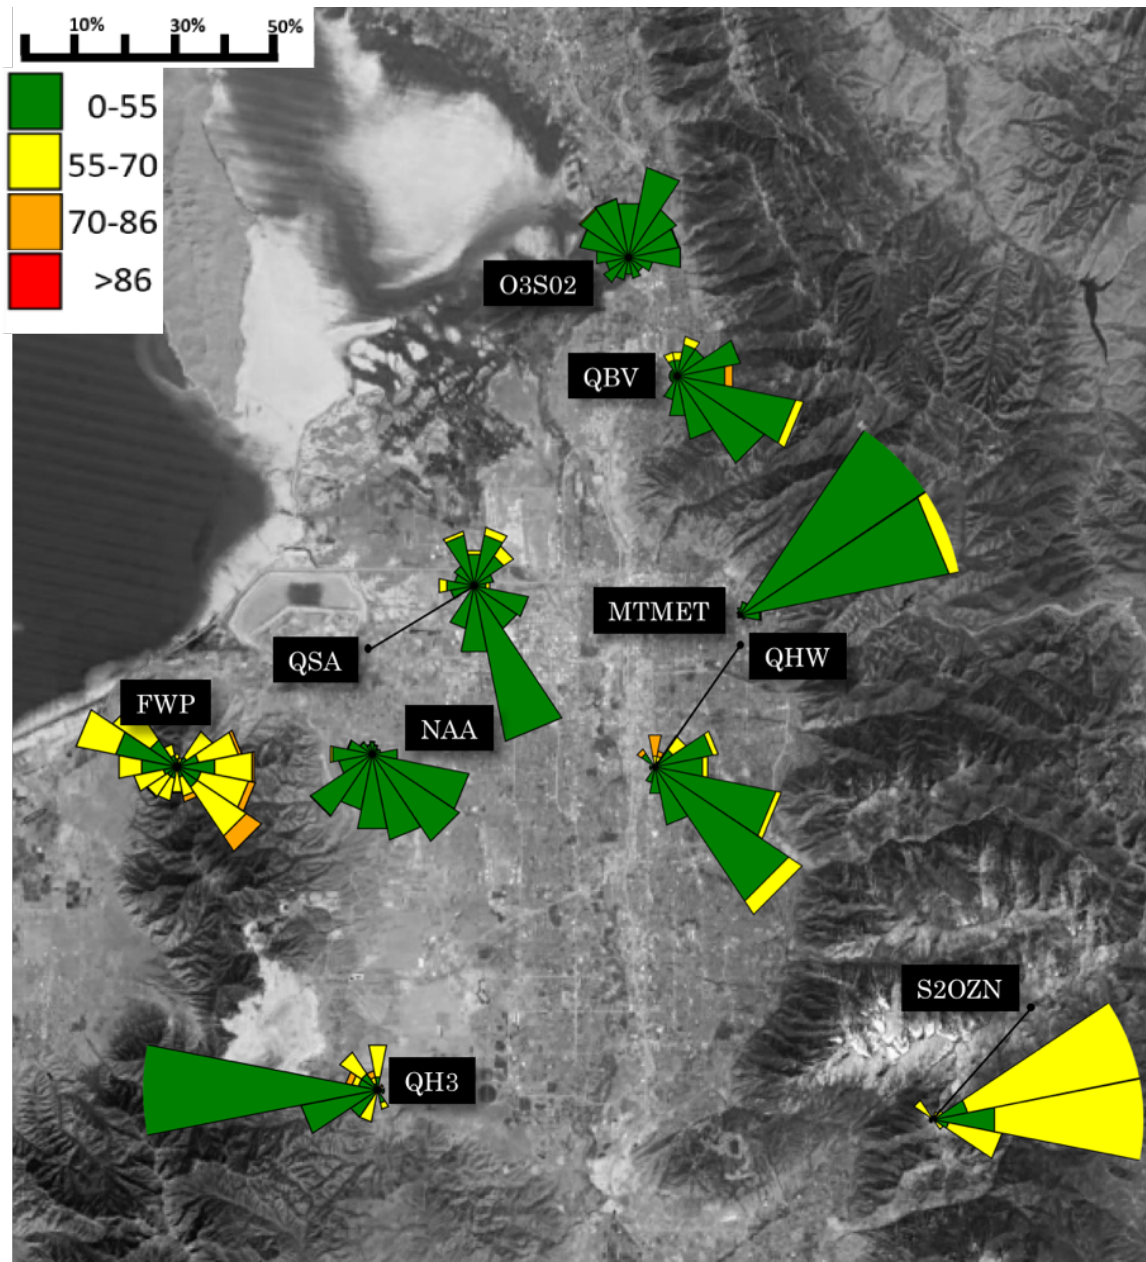 10% 30% 50%
0-55
55-70
70-86
>86
O3S02
QBV
MTMET
QSA
QHW
FWP
NAA
S2OZN
QH3